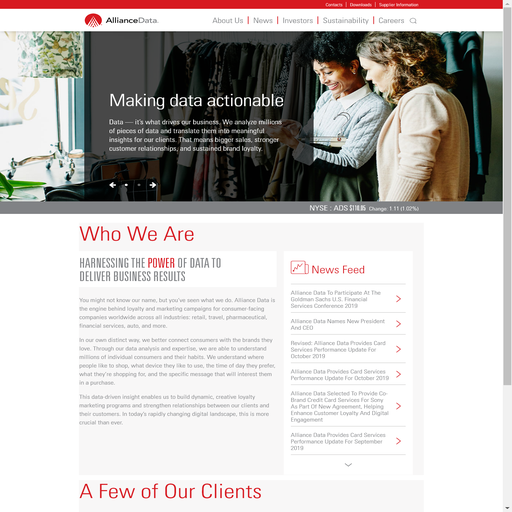 Contacts | Downloads | Supplier Information
AllianceData.
About Us | News | Investors | Sustainability | Careers
Making data actionable
Data — it's what drives our business. We analyze millions
of pieces of data and translate them into meaningful
insights for our clients. That means bigger sales, stronger
customer relationships, and sustained brand loyalty.
NYSE : ADS Change: 1.11 (1.02%)
Who We Are
HARNESSING THE POWER OF DATA TO
DELIVER BUSINESS RESULTS
You might not know our name, but you've seen what we do. Alliance Data is
the engine behind loyalty and marketing campaigns for consumer-facing
companies worldwide across all industries: retail, travel, pharmaceutical,
financial services, auto, and more.
In our own distinct way, we better connect consumers with the brands they
love. Through our data analysis and expertise, we are able to understand
millions of individual consumers and their habits. We understand where
people like to shop, what device they like to use, the time of day they prefer,
what they're shopping for, and the specific message that will interest them
in a purchase.
This data-driven insight enables us to build dynamic, creative loyalty
marketing programs and strengthen relationships between our clients and
their customers. In today's rapidly changing digital landscape, this is more
crucial than ever.
News Feed
Alliance Data To Participate At The
Goldman Sachs U.S. Financial
Services Conference 2019
Alliance Data Names New President
And CEO
Revised: Alliance Data Provides Card
Services Performance Update For
October 2019
Alliance Data Provides Card Services
Performance Update For October 2019
Alliance Data Selected To Provide Co-
Brand Credit Card Services For Sony
As Part Of New Agreement, Helping
Enhance Customer Loyalty And Digital
Engagement
Alliance Data Provides Card Services
Performance Update For September
2019
A Few of Our Clients